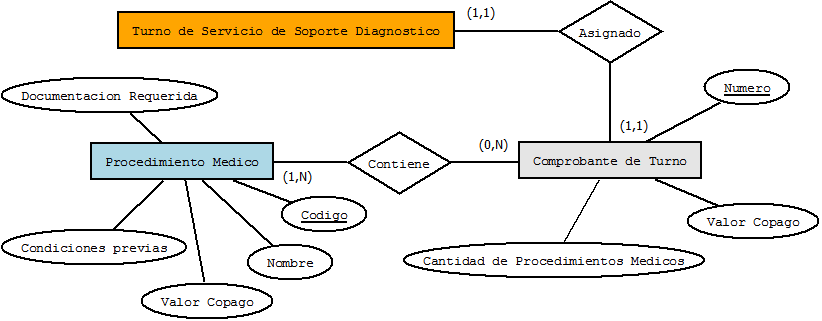 (1,1)
Turno de Servicio de Soporte Diagnostico
Asignado
Documentacion Requerida
Numero
(1,1)
(0,N)
Procedimiento Medico
Contiene
Comprobante de Turno
(1,N)
Codigo
Valor Copago
Condiciones previas
Nombre
Cantidad de Procedimientos Medicos
Valor Copago